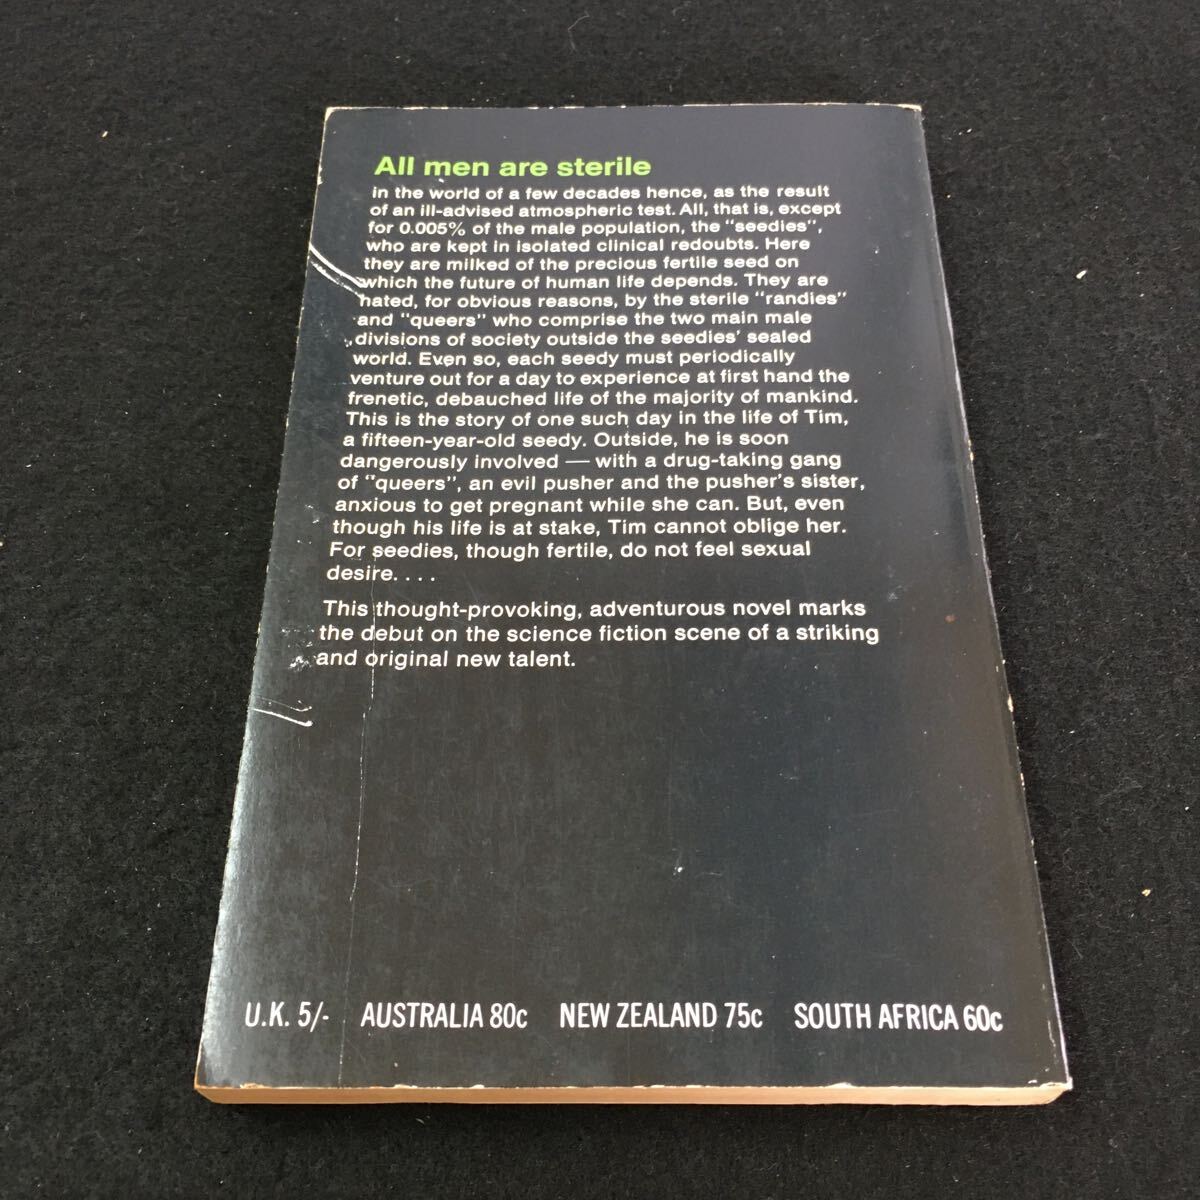 All men are sterile
in the world of a few decades hence, as the result
of an ill-advised atmospheric test. All, that is, except
for 0.005% of the male population, the "seedies",
who are kept in isolated clinical redoubts. Here
they are milked of the precious fertile seed on
which the future of human life depends. They are
hated, for obvious reasons, by the sterile "randies"
and "queers" who comprise the two main male
divisions of society outside the seedies' sealed
world. Even so, each seedy must periodically
venture out for a day to experience at first hand the
frenetic, debauched life of the majority of mankind.
This is the story of one such day in the life of Tim,
a fifteen-year-old seedy. Outside, he is soon
dangerously involved — with a drug-taking gang
of "queers", an evil pusher and the pusher's sister,
anxious to get pregnant while she can. But, even
though his life is at stake, Tim cannot oblige her.
For seedies, though fertile, do not feel sexual
desire....
This thought-provoking, adventurous novel marks
the debut on the science fiction scene of a striking
and original new talent.
U.K. 5/- AUSTRALIA 80c NEW ZEALAND 75c SOUTH AFRICA 60c